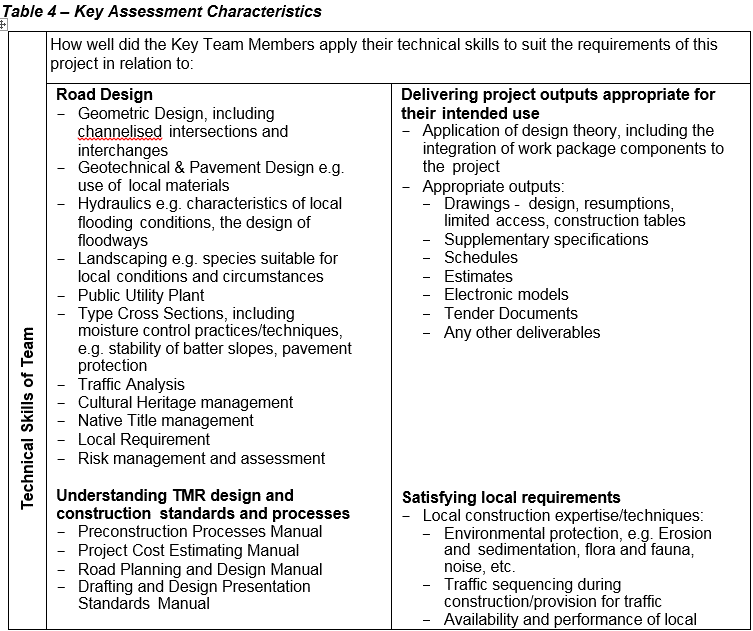 Table 4 – Key Assessment Characteristics
How well did the Key Team Members apply their technical skills to suit the requirements of this
project in relation to:
Technical Skills of Team
Road Design
– Geometric Design, including
channelised intersections and
interchanges
– Geotechnical & Pavement Design e.g.
use of local materials
– Hydraulics e.g. characteristics of local
flooding conditions, the design of
floodways
– Landscaping e.g. species suitable for
local conditions and circumstances
– Public Utility Plant
– Type Cross Sections, including
moisture control practices/techniques,
e.g. stability of batter slopes, pavement
protection
– Traffic Analysis
– Cultural Heritage management
– Native Title management
– Local Requirement
– Risk management and assessment
Delivering project outputs appropriate for
their intended use
– Application of design theory, including the
integration of work package components to
the project
– Appropriate outputs:
– Drawings - design, resumptions,
limited access, construction tables
– Supplementary specifications
– Schedules
– Estimates
– Electronic models
– Tender Documents
– Any other deliverables
Understanding TMR design and
construction standards and processes
– Preconstruction Processes Manual
– Project Cost Estimating Manual
– Road Planning and Design Manual
– Drafting and Design Presentation
Standards Manual
Satisfying local requirements
– Local construction expertise/techniques:
– Environmental protection, e.g. Erosion
and sedimentation, flora and fauna,
noise, etc.
– Traffic sequencing during
construction/provision for traffic
– Availability and performance of local